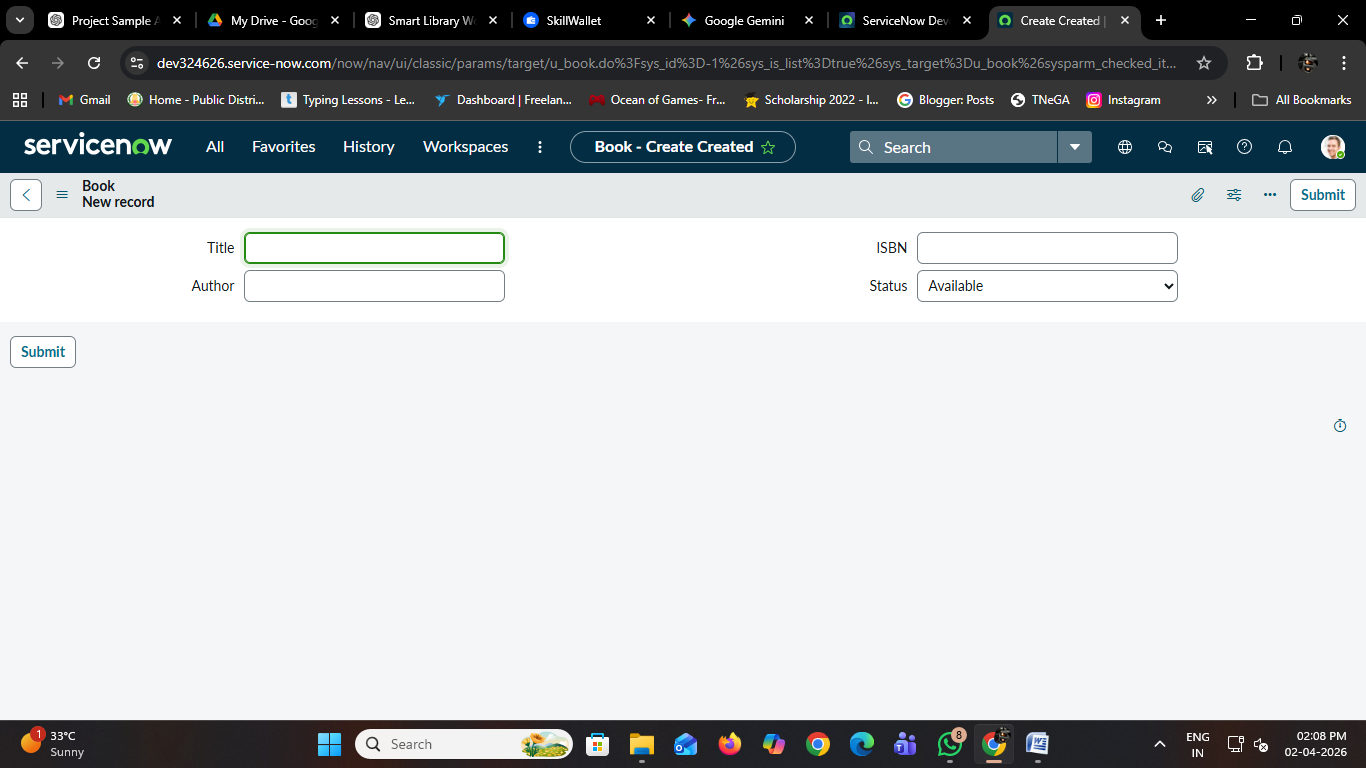 Project Sample A
My Drive - Goog
Smart Library Wo
SkillWallet
Google Gemini
ServiceNow Dev
Create Created |
dev324626.service-now.com/now/nav/ui/classic/params/target/u_book.do%3Fsys_id%3D-1%26sys_is_list%3Dtrue%26sys_target%3Du_book%26sysparm_checked_it...
Gmail
Home - Public Distri...
Typing Lessons - Le...
Dashboard | Freelan...
Ocean of Games- Fr...
Scholarship 2022 - I...
Blogger: Posts
TNeGA
Instagram
All Bookmarks
servicenow
All
Favorites
History
Workspaces
Book - Create Created
Search
Book
New record
Submit
Title
ISBN
Author
Status
Available
Submit
1
33°C
Sunny
Search
8
ENG
IN
02:08 PM
02-04-2026